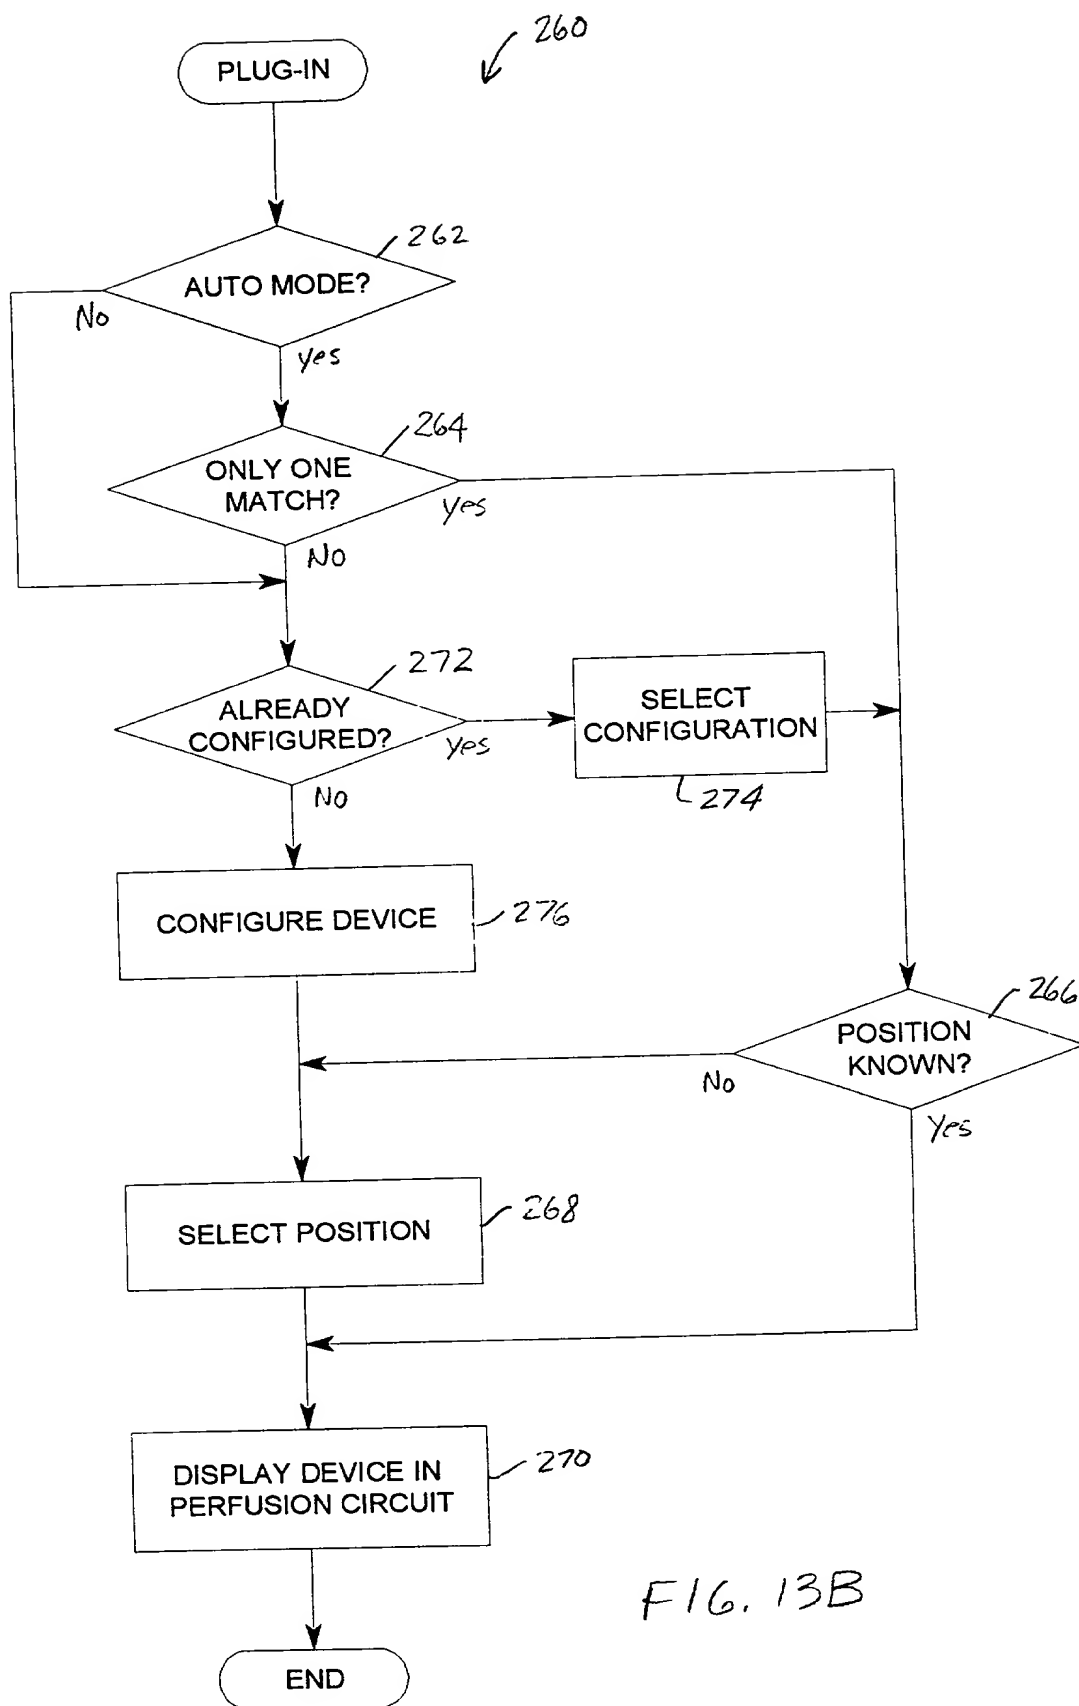 260
PLUG-IN
262
AUTO MODE?
No
yes
264
ONLY ONE
MATCH?
yes
No
272
ALREADY
CONFIGURED?
yes
SELECT
CONFIGURATION
274
No
CONFIGURE DEVICE
276
266
POSITION
KNOWN?
No
Yes
SELECT POSITION
268
DISPLAY DEVICE IN
PERFUSION CIRCUIT
270
FIG. 13B
END